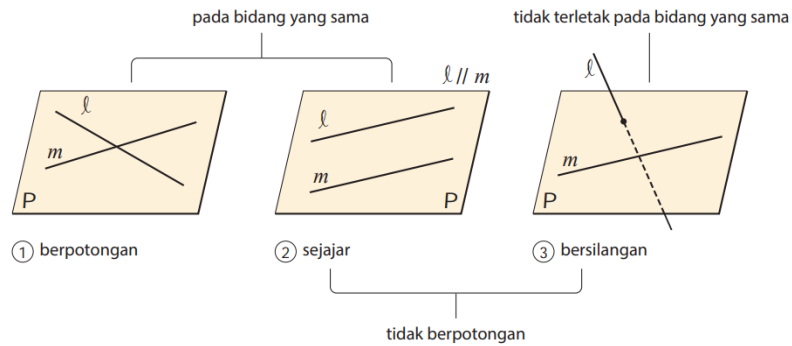 pada bidang yang sama
tidak terletak pada bidang yang sama
ℓ
m
P
① berpotongan
ℓ // m
ℓ
m
P
② sejajar
ℓ
m
P
③ bersilangan
tidak berpotongan